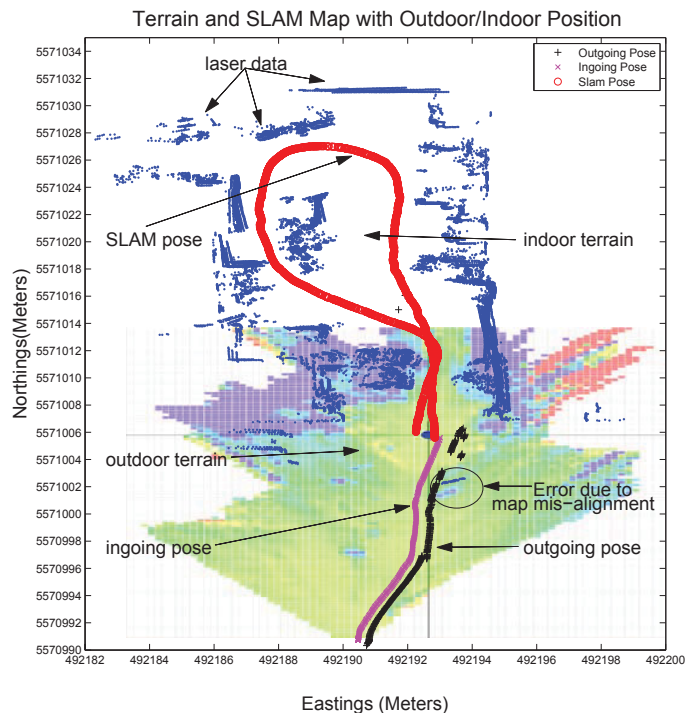 Terrain and SLAM Map with Outdoor/Indoor Position
5571034
5571032
5571030
5571028
5571026
5571024
5571022
5571020
5571018
5571016
5571014
5571012
5571010
5571008
5571006
5571004
5571002
5571000
5570998
5570996
5570994
5570992
5570990
Northings(Meters)
Outgoing Pose
Ingoing Pose
Slam Pose
laser data
SLAM pose
indoor terrain
outdoor terrain
Error due to
map mis-alignment
ingoing pose
outgoing pose
492182
492184
492186
492188
492190
492192
492194
492196
492198
492200
Eastings (Meters)